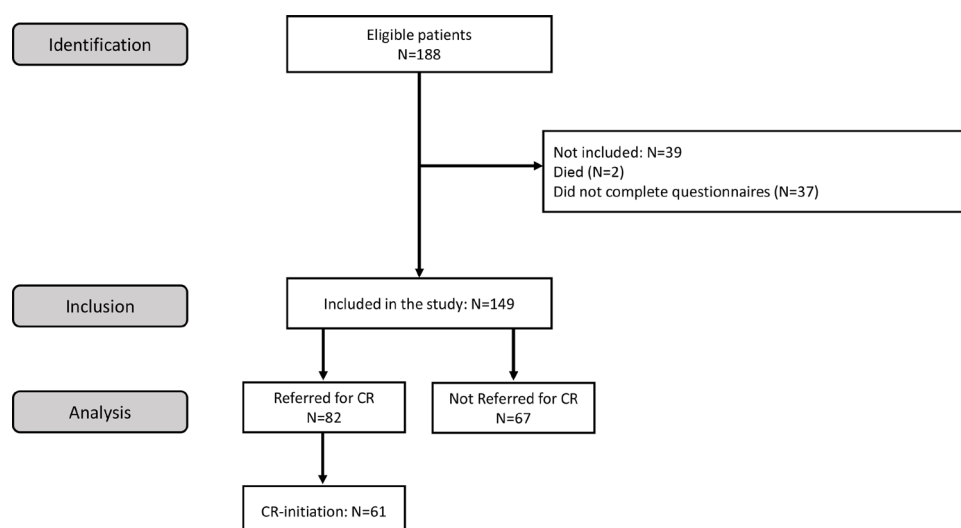 Identification
Eligible patients
N=188
Not included: N=39
Died (N=2)
Did not complete questionnaires (N=37)
Inclusion
Included in the study: N=149
Analysis
Referred for CR
N=82
Not Referred for CR
N=67
CR-initiation: N=61